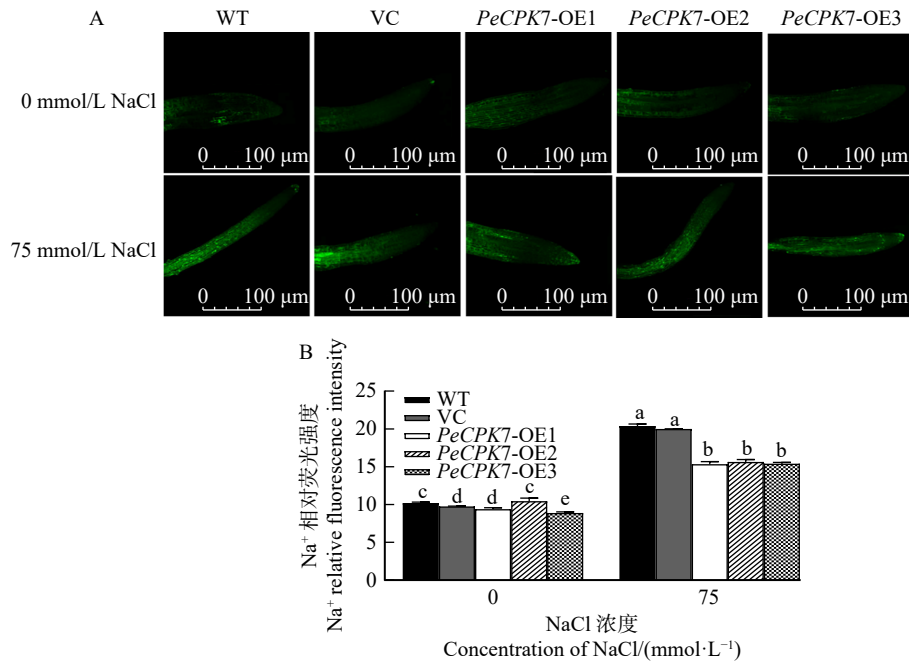 A
WT VC PeCPK7-OE1 PeCPK7-OE2 PeCPK7-OE3
0 mmol/L NaCl
0 100 μm 0 100 μm 0 100 μm 0 100 μm 0 100 μm
75 mmol/L NaCl
0 100 μm 0 100 μm 0 100 μm 0 100 μm 0 100 μm
B
Na⁺ 相对荧光强度
Na⁺ relative fluorescence intensity
25
20
15
10
5
0
WT
VC
PeCPK7-OE1
PeCPK7-OE2
PeCPK7-OE3
c d d c e
a a b b b
0 75
NaCl 浓度
Concentration of NaCl/(mmol·L⁻¹)